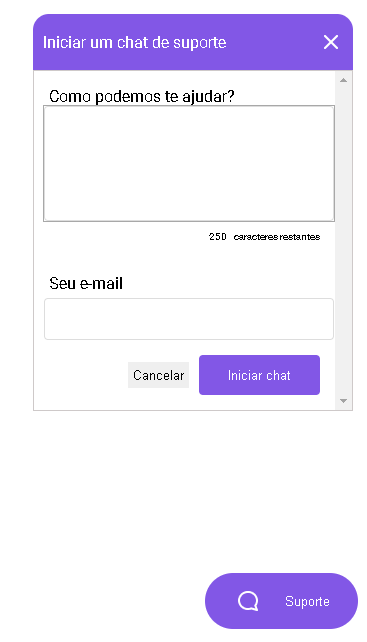 Iniciar um chat de suporte
Como podemos te ajudar?
250 caracteres restantes
Seu e-mail
Cancelar
Iniciar chat
Suporte